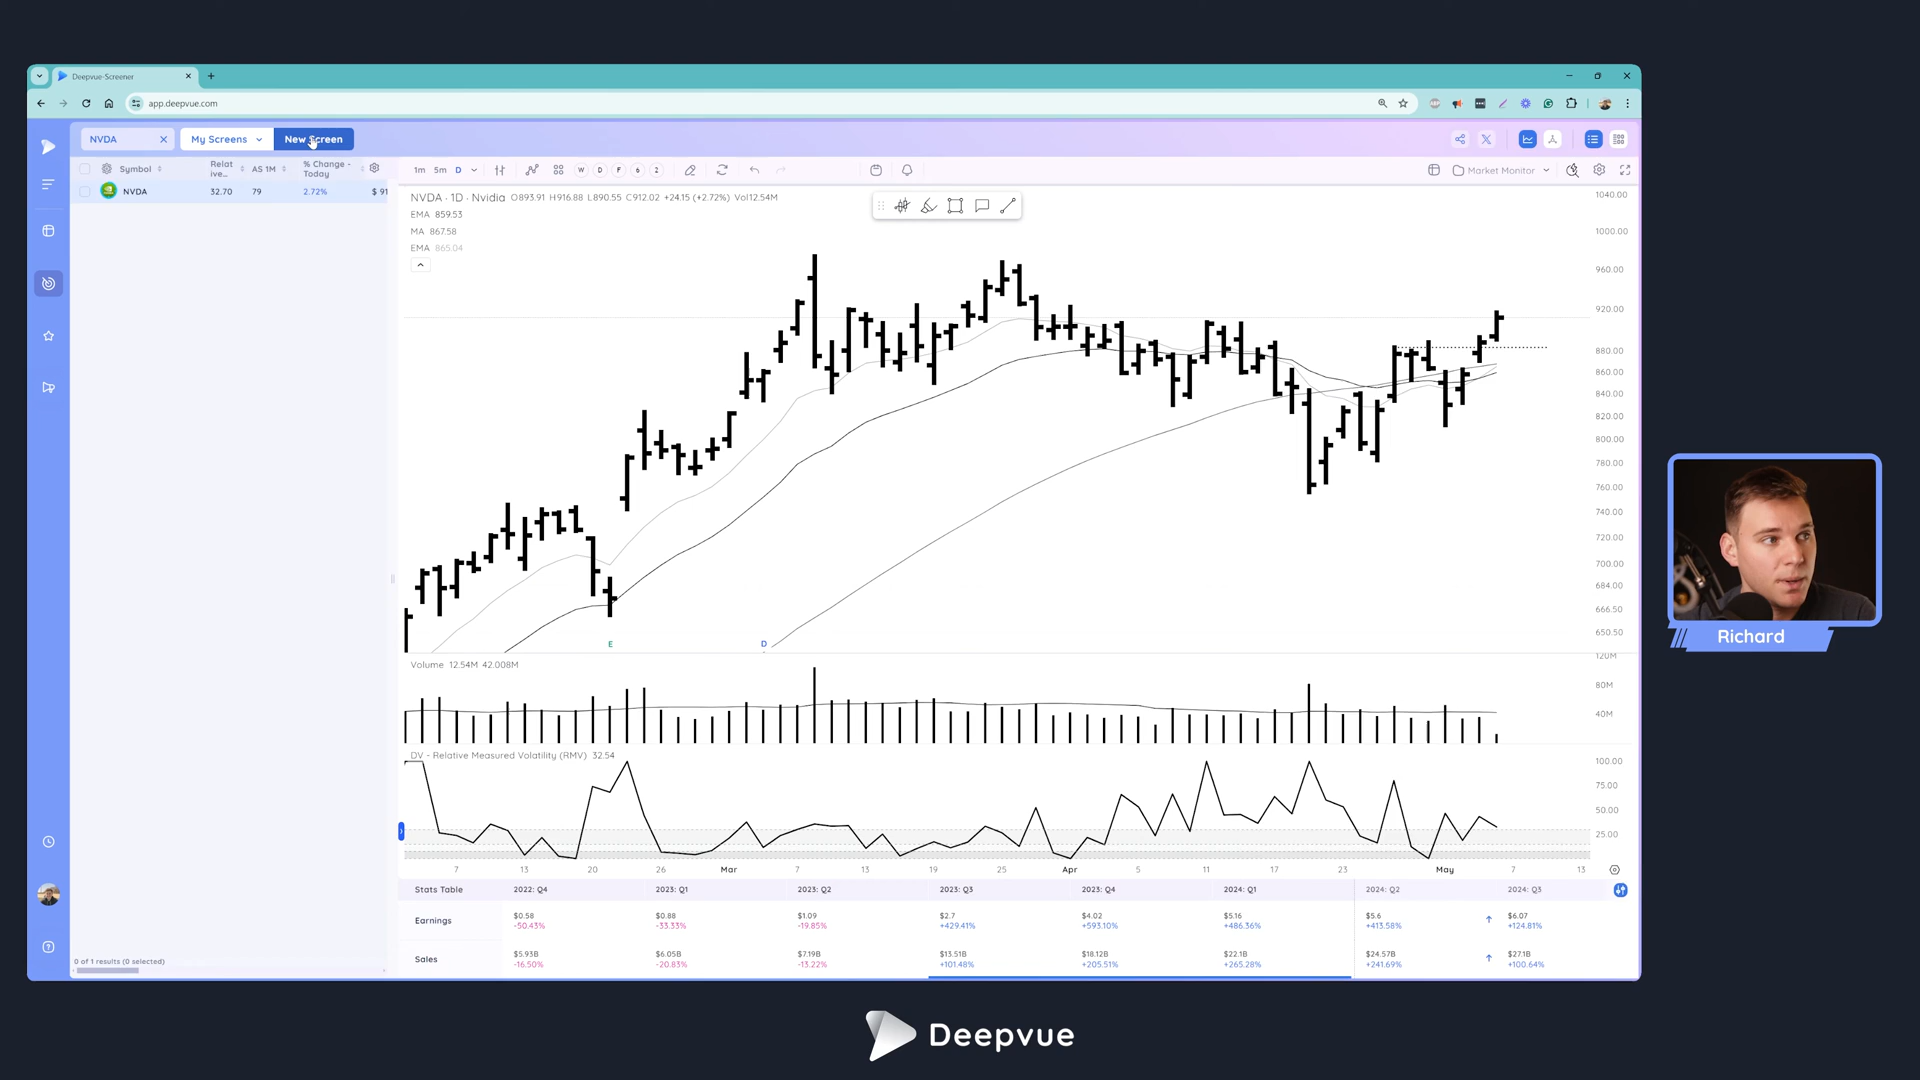 Deepvue-Screener
app.deepvue.com
NVDA
My Screens
New Screen
Symbol
Relat
ive...
AS 1M
% Change -
Today
NVDA
32.70
79
2.72%
$ 91
1m
5m
D
W
D
F
6
2
Market Monitor
NVDA · 1D · Nvidia O893.91 H916.88 L890.55 C912.02 +24.15 (+2.72%) Vol12.54M
EMA 859.53
MA 867.58
EMA 865.04
1040.00
1000.00
960.00
920.00
880.00
860.00
840.00
820.00
800.00
780.00
760.00
740.00
720.00
700.00
684.00
666.50
650.50
E
D
Volume 12.54M 42.008M
120M
80M
40M
DV - Relative Measured Volatility (RMV) 32.54
100.00
75.00
50.00
25.00
7
13
20
26
Mar
7
13
19
25
Apr
5
11
17
23
May
7
13
Stats Table
2022: Q4
2023: Q1
2023: Q2
2023: Q3
2023: Q4
2024: Q1
2024: Q2
2024: Q3
Earnings
$0.58
-50.43%
$0.88
-33.33%
$1.09
-19.85%
$2.7
+429.41%
$4.02
+593.10%
$5.16
+486.36%
$5.6
+413.58%
$6.07
+124.81%
Sales
$5.93B
-16.50%
$6.05B
-20.83%
$7.19B
-13.22%
$13.51B
+101.48%
$18.12B
+205.51%
$22.1B
+265.28%
$24.57B
+241.69%
$27.1B
+100.64%
0 of 1 results (0 selected)
Richard
Deepvue